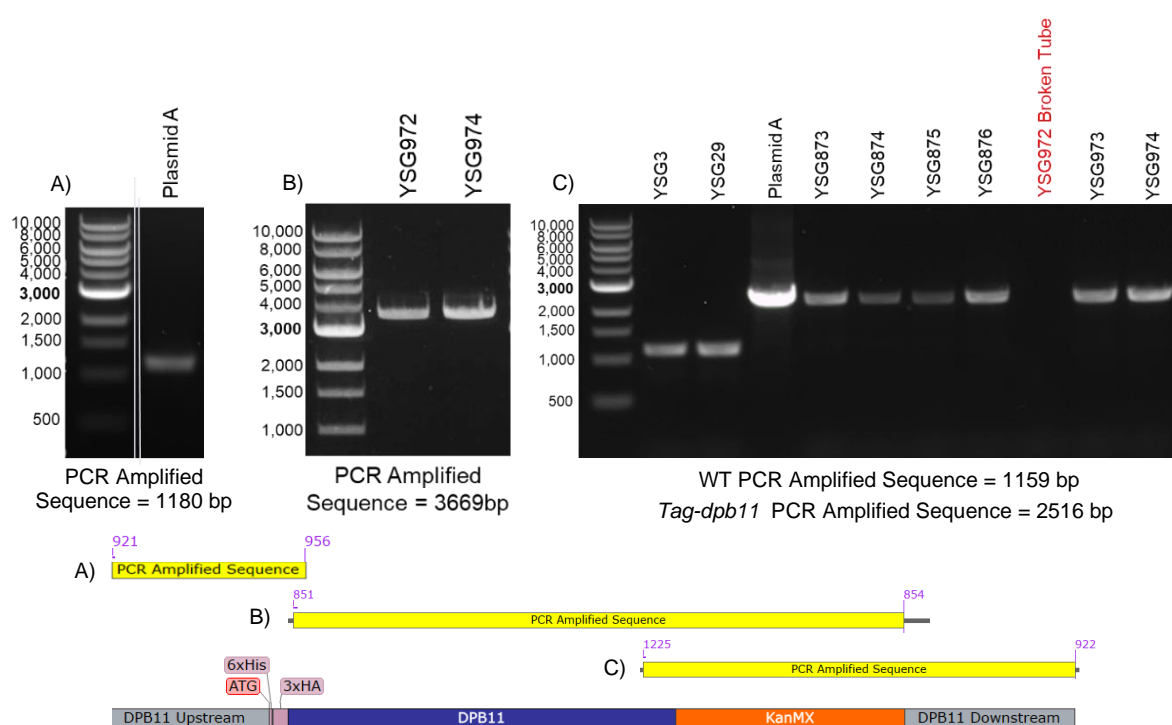 A)
Plasmid A
10,000
8,000
6,000
5,000
4,000
3,000
2,000
1,500
1,000
500
PCR Amplified
Sequence = 1180 bp
B)
YSG972
YSG974
10,000
8,000
6,000
5,000
4,000
3,000
2,000
1,500
1,000
PCR Amplified
Sequence = 3669bp
C)
YSG3
YSG29
Plasmid A
YSG873
YSG874
YSG875
YSG876
YSG972 Broken Tube
YSG973
YSG974
10,000
8,000
6,000
5,000
4,000
3,000
2,000
1,500
1,000
500
WT PCR Amplified Sequence = 1159 bp
Tag-dpb11 PCR Amplified Sequence = 2516 bp
921 956
A) PCR Amplified Sequence
851 854
B) PCR Amplified Sequence
1225 922
C) PCR Amplified Sequence
6xHis
ATG 3xHA
DPB11 Upstream DPB11 KanMX DPB11 Downstream